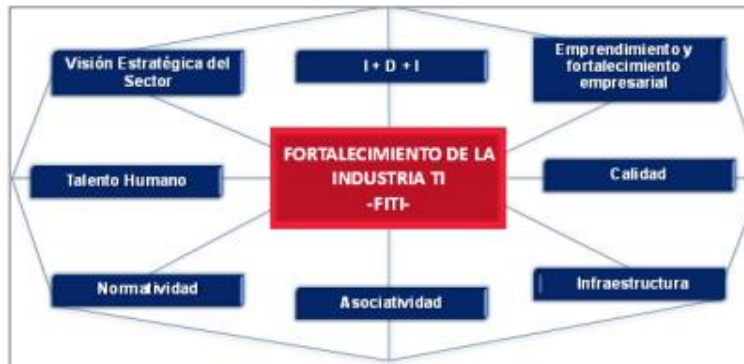 Visión Estratégica del
Sector
I + D + I
Emprendimiento y
fortalecimiento
empresarial
FORTALECIMIENTO DE LA
INDUSTRIA TI
-FITI-
Talento Humano
Calidad
Normatividad
Asociatividad
Infraestructura